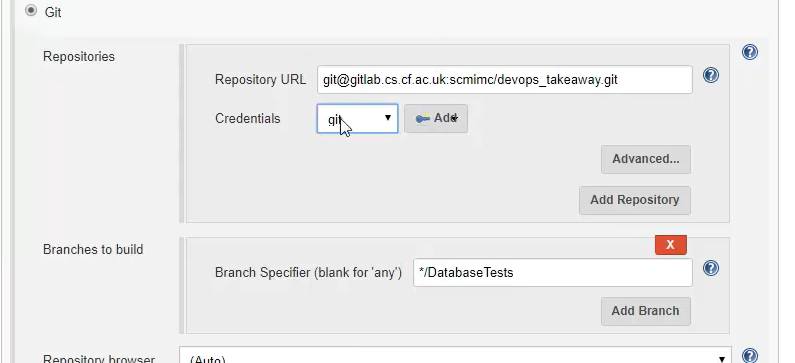 Git
Repositories
Repository URL git@gitlab.cs.cf.ac.uk:scmimc/devops_takeaway.git
Credentials git Add
Advanced...
Add Repository
Branches to build
X
Branch Specifier (blank for 'any') */DatabaseTests
Add Branch
Repository browser (Auto)